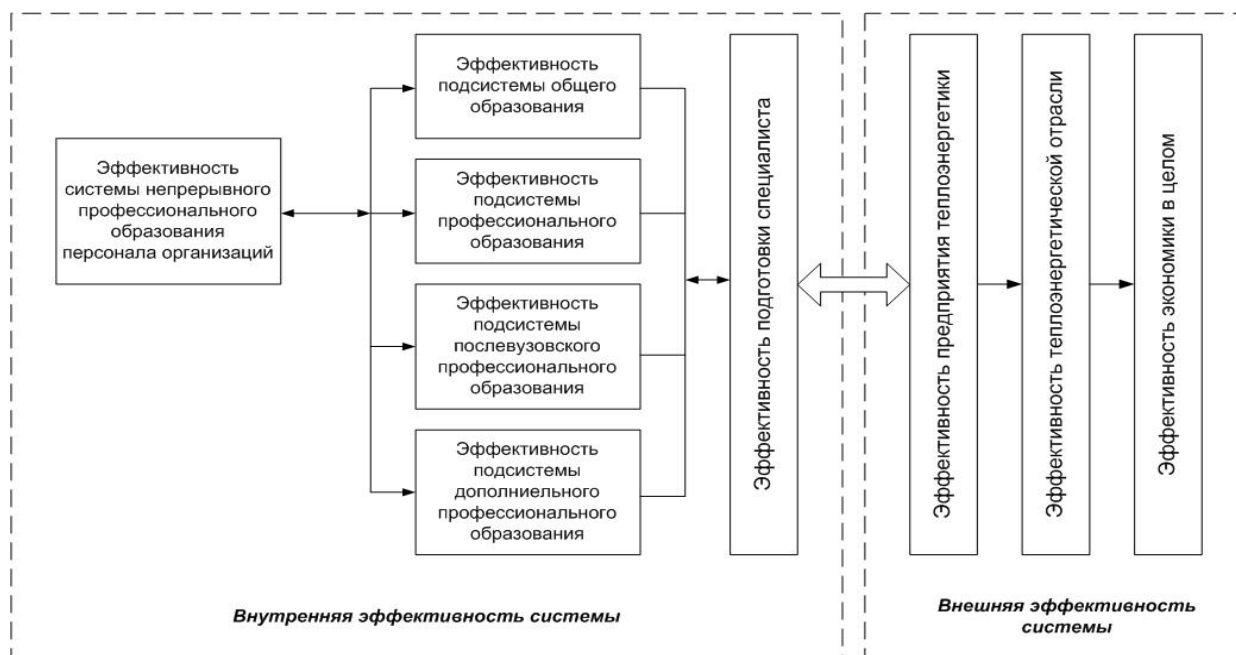 Эффективность
системы непрерывного
профессионального
образования
персонала организаций
Эффективность
подсистемы общего
образования
Эффективность
подсистемы
профессионального
образования
Эффективность
подсистемы
послевузовского
профессионального
образования
Эффективность
подсистемы
дополниельного
профессионального
образования
Эффективность подготовки специалиста
Внутренняя эффективность системы
Эффективность предприятия теплоэнергетики
Эффективность теплоэнергетической отрасли
Эффективность экономики в целом
Внешняя эффективность
системы